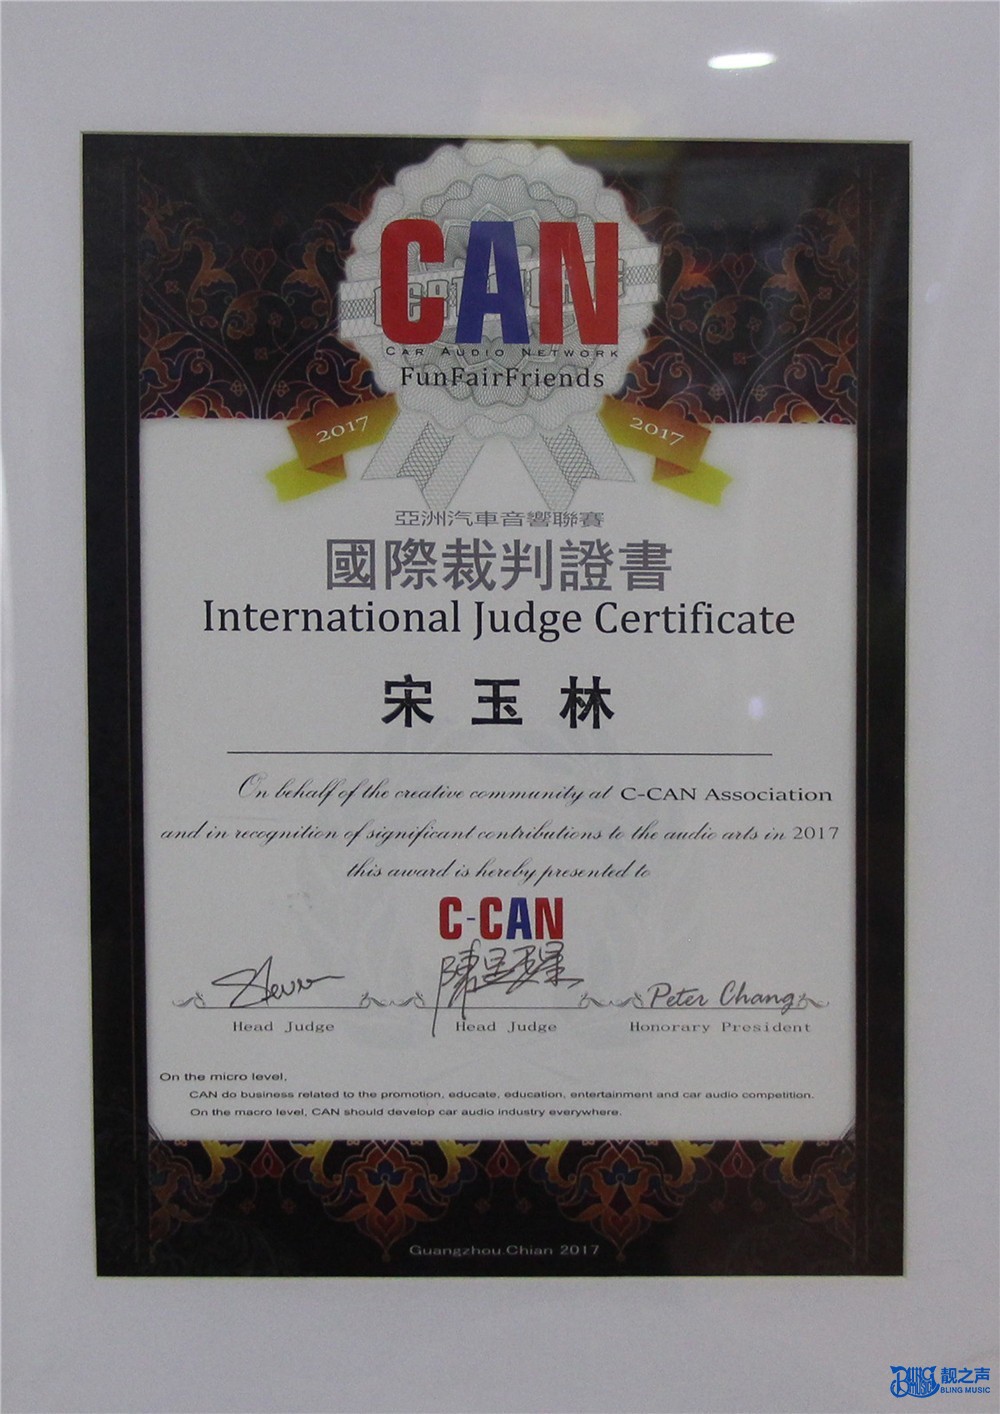 CAN
CAR AUDIO NETWORK
FunFairFriends
2017
2017
亞洲汽車音響聯賽
國際裁判證書
International Judge Certificate
宋玉林
On behalf of the creative community at C-CAN Association
and in recognition of significant contributions to the audio arts in 2017
this award is hereby presented to
C-CAN
Peter Chang
Head Judge
Head Judge
Honorary President
On the micro level,
CAN do business related to the promotion, educate, education, entertainment and car audio competition.
On the macro level, CAN should develop car audio industry everywhere.
Guangzhou.Chian 2017
BLING MUSIC
靓之声
BLING MUSIC